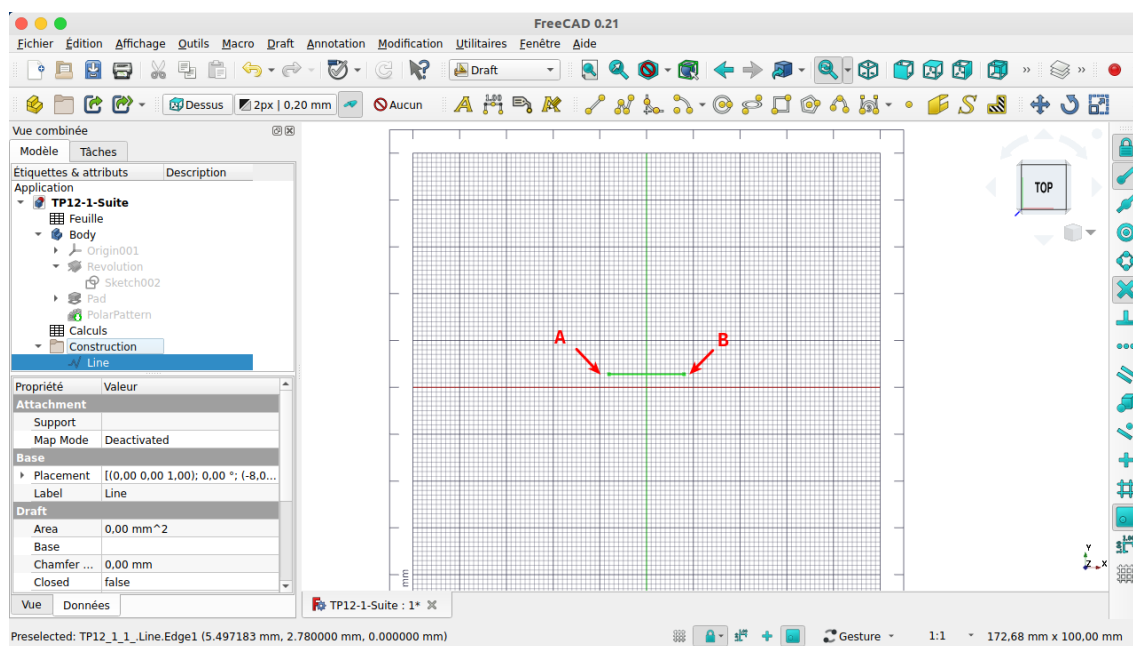 FreeCAD 0.21
Fichier Édition Affichage Outils Macro Draft Annotation Modification Utilitaires Fenêtre Aide
Draft
»
»
Dessus 2px | 0,20 mm Aucun
Vue combinée
Modèle Tâches
Étiquettes & attributs Description
Application
TP12-1-Suite
Feuille
Body
Origin001
Revolution
Sketch002
Pad
PolarPattern
Calculs
Construction
Line
Propriété Valeur
Attachment
Support
Map Mode Deactivated
Base
Placement [(0,00 0,00 1,00); 0,00 °; (-8,0...
Label Line
Draft
Area 0,00 mm^2
Base
Chamfer ... 0,00 mm
Closed false
Vue Données
A
B
TOP
mm
Y
Z X
TP12-1-Suite : 1*
Preselected: TP12_1_1_.Line.Edge1 (5.497183 mm, 2.780000 mm, 0.000000 mm)
Gesture 1:1 172,68 mm x 100,00 mm